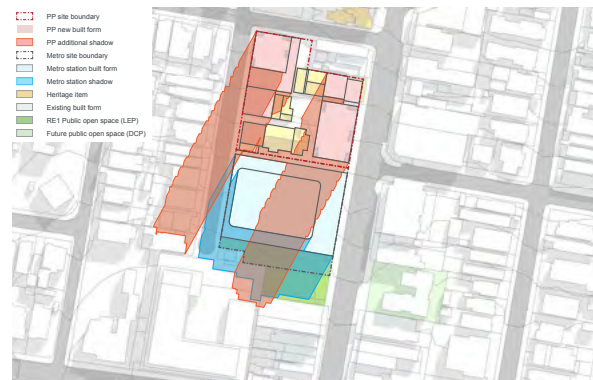 PP site boundary
PP new built form
PP additional shadow
Metro site boundary
Metro station built form
Metro station shadow
Heritage item
Existing built form
RE1 Public open space (LEP)
Future public open space (DCP)